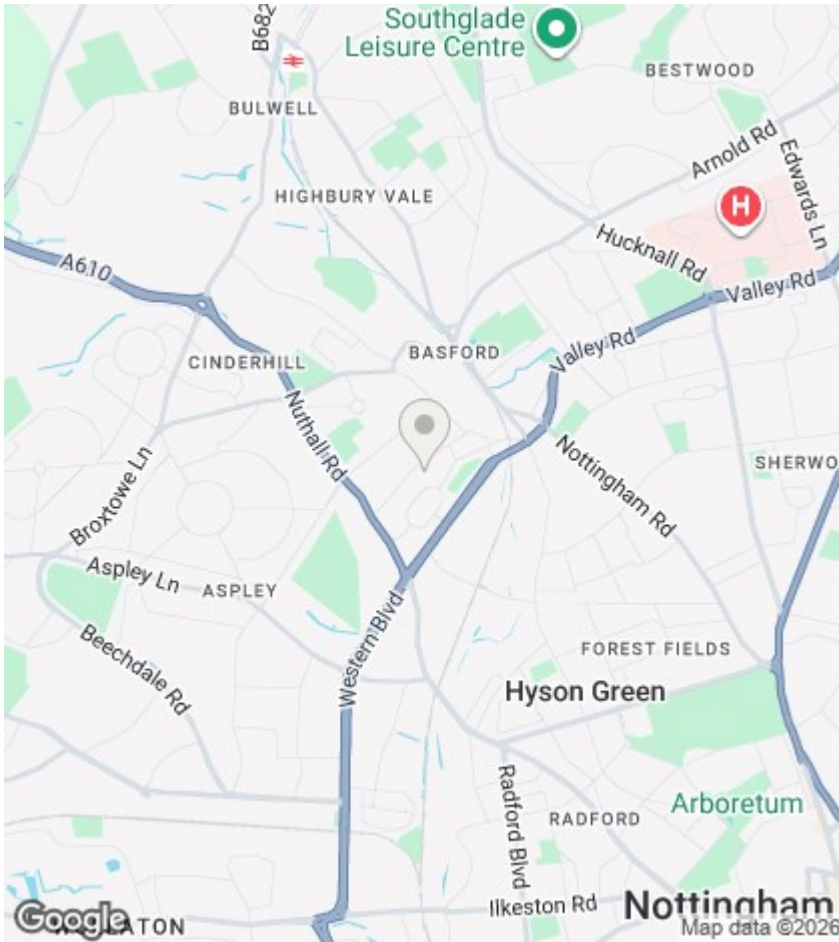 Southglade
Leisure Centre
B682
BESTWOOD
BULWELL
Arnold Rd
Edwards Ln
HIGHBURY VALE
H
Hucknall Rd
A610
Valley Rd
Valley Rd
CINDERHILL
BASFORD
Nuthall Rd
Broxtowe Ln
Nottingham Rd
SHERWO
Aspley Ln
ASPLEY
Western Blvd
Beechdale Rd
FOREST FIELDS
Hyson Green
Radford Blvd
Arboretum
RADFORD
Ilkeston Rd
Nottingham
Google
LATON
Map data ©202